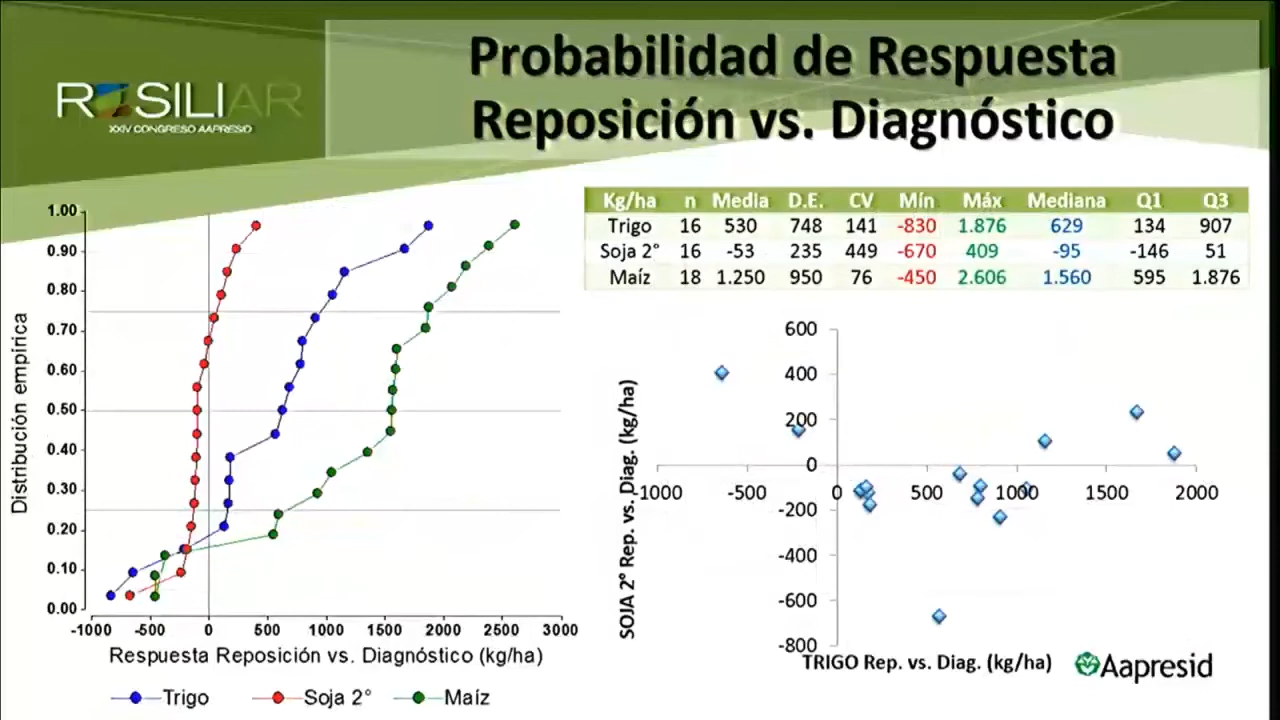 Probabilidad de Respuesta
Reposición vs. Diagnóstico
ROSILIAR
XXIV CONGRESO AAPRESID
Kg/ha n Media D.E. CV Mín Máx Mediana Q1 Q3
Trigo 16 530 748 141 -830 1.876 629 134 907
Soja 2° 16 -53 235 449 -670 409 -95 -146 51
Maíz 18 1.250 950 76 -450 2.606 1.560 595 1.876
Distribución empírica
1.00
0.90
0.80
0.70
0.60
0.50
0.40
0.30
0.20
0.10
0.00
-1000 -500 0 500 1000 1500 2000 2500 3000
Respuesta Reposición vs. Diagnóstico (kg/ha)
Trigo Soja 2° Maíz
SOJA 2° Rep. vs. Diag. (kg/ha)
600
400
200
0
-200
-400
-600
-800
-1000 -500 0 500 1000 1500 2000
TRIGO Rep. vs. Diag. (kg/ha)
Aapresid